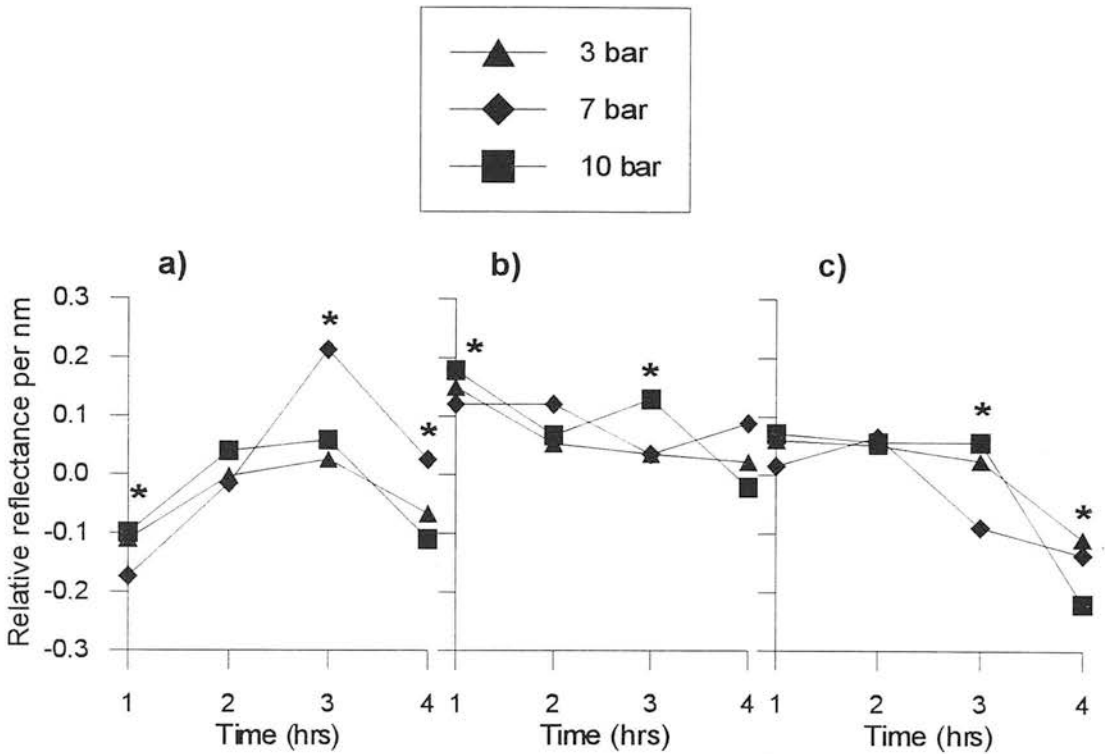 3 bar
7 bar
10 bar
a) b) c)
Relative reflectance per nm
0.3
0.2
0.1
0.0
-0.1
-0.2
-0.3
* * *
* *
* *
1 2 3 4 1 2 3 4 1 2 3 4
Time (hrs) Time (hrs) Time (hrs)